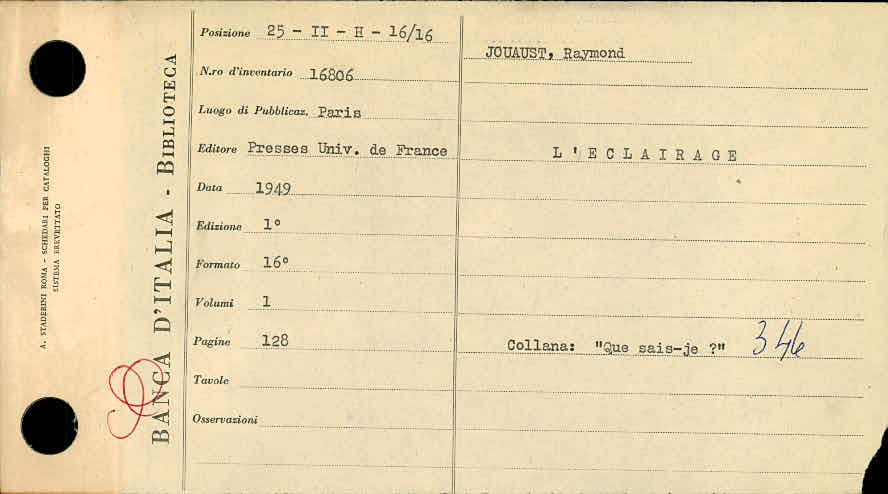 A. STADERINI ROMA - SCHEDARI PER CATALOGHI
SISTEMA BREVETTATO
BANCA D'ITALIA - BIBLIOTECA
Posizione 25 - II - H - 16/16
N.ro d'inventario 16806
Luogo di Pubblicaz. Paris
Editore Presses Univ. de France
Data 1949
Edizione 1°
Formato 16°
Volumi 1
Pagine 128
Tavole
Osservazioni
JOUAUST, Raymond
L'ECLAIRAGE
Collana: "Que sais-je ?" 346